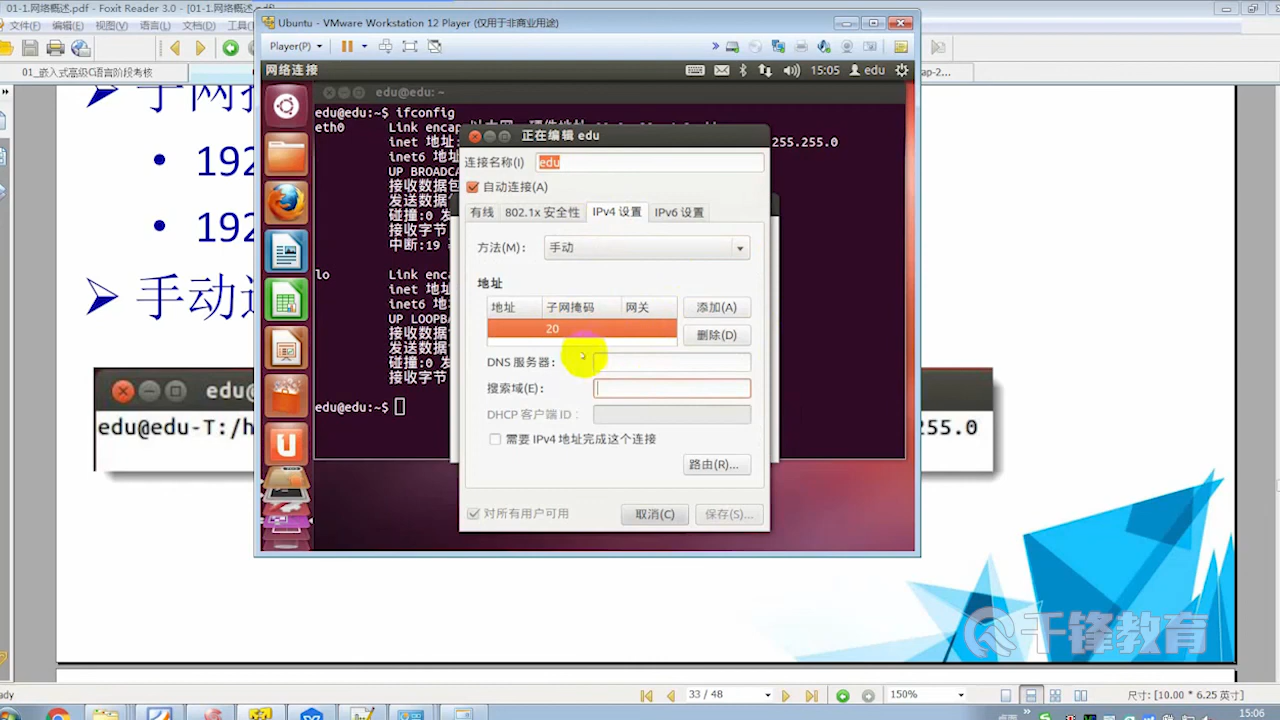 01-1.网络概述.pdf - Foxit Reader 3.0 - [01-1.网络概述.pdf]
Ubuntu - VMware Workstation 12 Player (仅用于非商业用途)
文件(F) 编辑(E) 视图(V) 语言(L) 文档(D) 工具(
Player(P)
01_嵌入式高级C语言阶段考核
ap-2...
网络连接
15:05
edu
edu@edu: ~
edu@edu:~$ ifconfig
eth0
Link encap
inet 地址:
255.255.0
inet6 地址
UP BROADCA
接收数据包
发送数据包
碰撞:0 发
接收字节
中断:19
lo
Link encap
inet 地址
inet6 地
UP LOOPBA
接收数据
发送数据
碰撞:0
接收字节
edu@edu:~$
正在编辑 edu
连接名称(I)
edu
自动连接(A)
有线
802.1x 安全性
IPv4 设置
IPv6 设置
方法(M):
手动
地址
地址
子网掩码
网关
添加(A)
20
删除(D)
DNS 服务器:
搜索域(E):
DHCP 客户端 ID :
需要 IPv4 地址完成这个连接
路由(R)...
对所有用户可用
取消(C)
保存(S)...
• 192
• 192
edu@
edu@edu-T:/h
255.0
千锋教育
ady
33 / 48
150%
尺寸: [10.00 * 6.25 英寸]
15:06